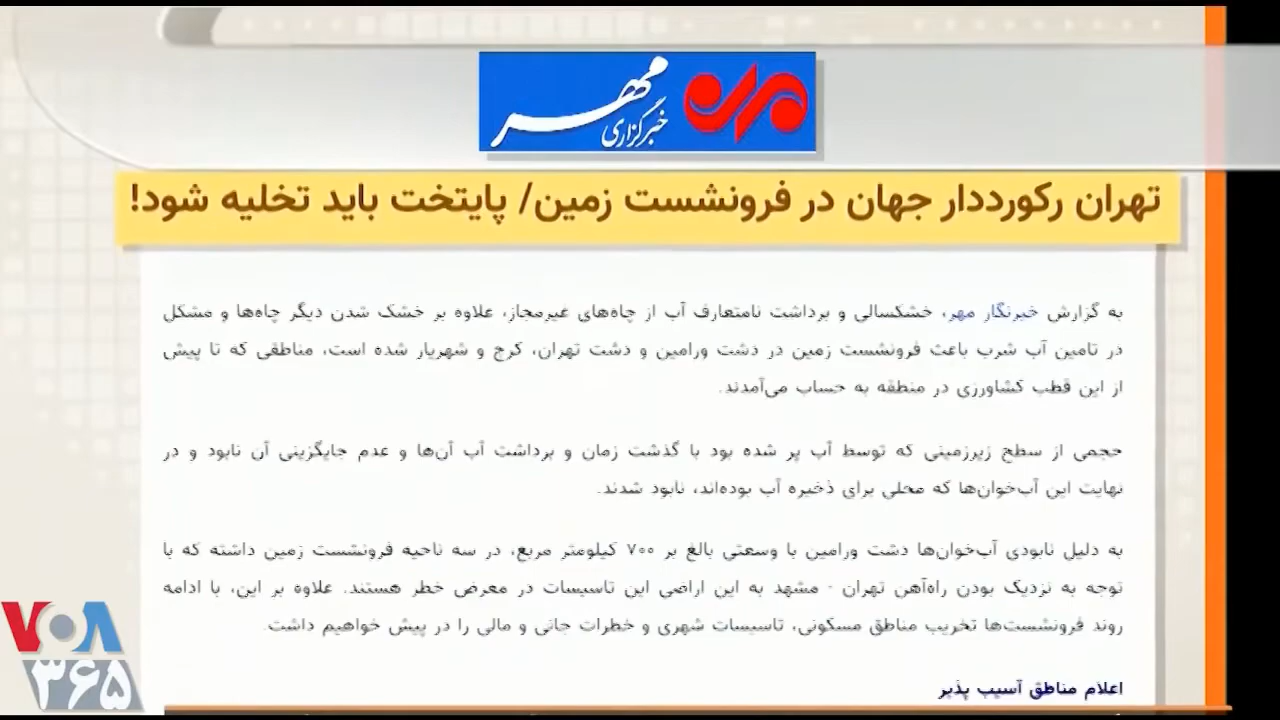 مهر
خبرگزاری
تهران رکورددار جهان در فرونشست زمین/ پایتخت باید تخلیه شود!
به گزارش خبرنگار مهر، خشکسالی و برداشت نامتعارف آب از چاه‌های غیرمجاز، علاوه بر خشک شدن دیگر چاه‌ها و مشکل
در تامین آب شرب باعث فرونشست زمین در دشت ورامین و دشت تهران، کرج و شهریار شده است، مناطقی که تا پیش
از این قطب کشاورزی در منطقه به حساب می‌آمدند.
حجمی از سطح زیرزمینی که توسط آب پر شده بود با گذشت زمان و برداشت آب آن‌ها و عدم جایگزینی آن نابود و در
نهایت این آب‌خوان‌ها که محلی برای ذخیره آب بوده‌اند، نابود شدند.
به دلیل نابودی آب‌خوان‌ها دشت ورامین با وسعتی بالغ بر ۷۰۰ کیلومتر مربع، در سه ناحیه فرونشست زمین داشته که با
توجه به نزدیک بودن راه‌آهن تهران - مشهد به این اراضی این تاسیسات در معرض خطر هستند. علاوه بر این، با ادامه
روند فرونشست‌ها تخریب مناطق مسکونی، تاسیسات شهری و خطرات جانی و مالی را در پیش خواهیم داشت.
اعلام مناطق آسیب پذیر
VOA
۳۶۵